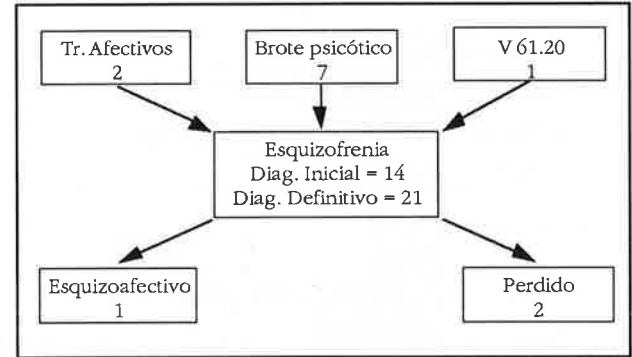 Tr. Afectivos
2
Brote psicótico
7
V 61.20
1
Esquizofrenia
Diag. Inicial = 14
Diag. Definitivo = 21
Esquizoafectivo
1
Perdido
2